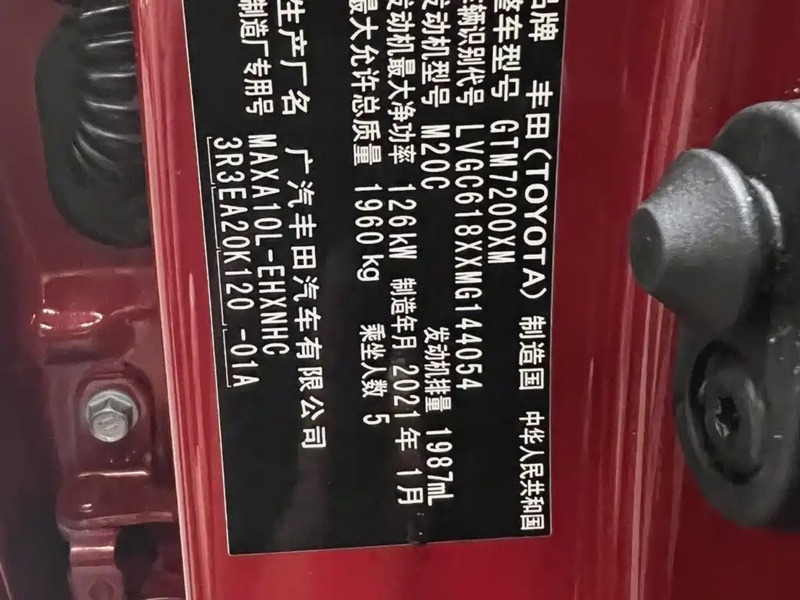 品牌 丰田(TOYOTA) 制造国 中华人民共和国
整车型号 GTM7200XM
车辆识别代号 LVGC618XXMG144054
发动机型号 M20C 发动机排量 1987mL
发动机最大净功率 126kW 制造年月 2021年1月
最大允许总质量 1960kg 乘坐人数 5
生产厂名 广汽丰田汽车有限公司
制造厂专用号 MAXA10L-EHXNHC
3R3EA20K120 -01A